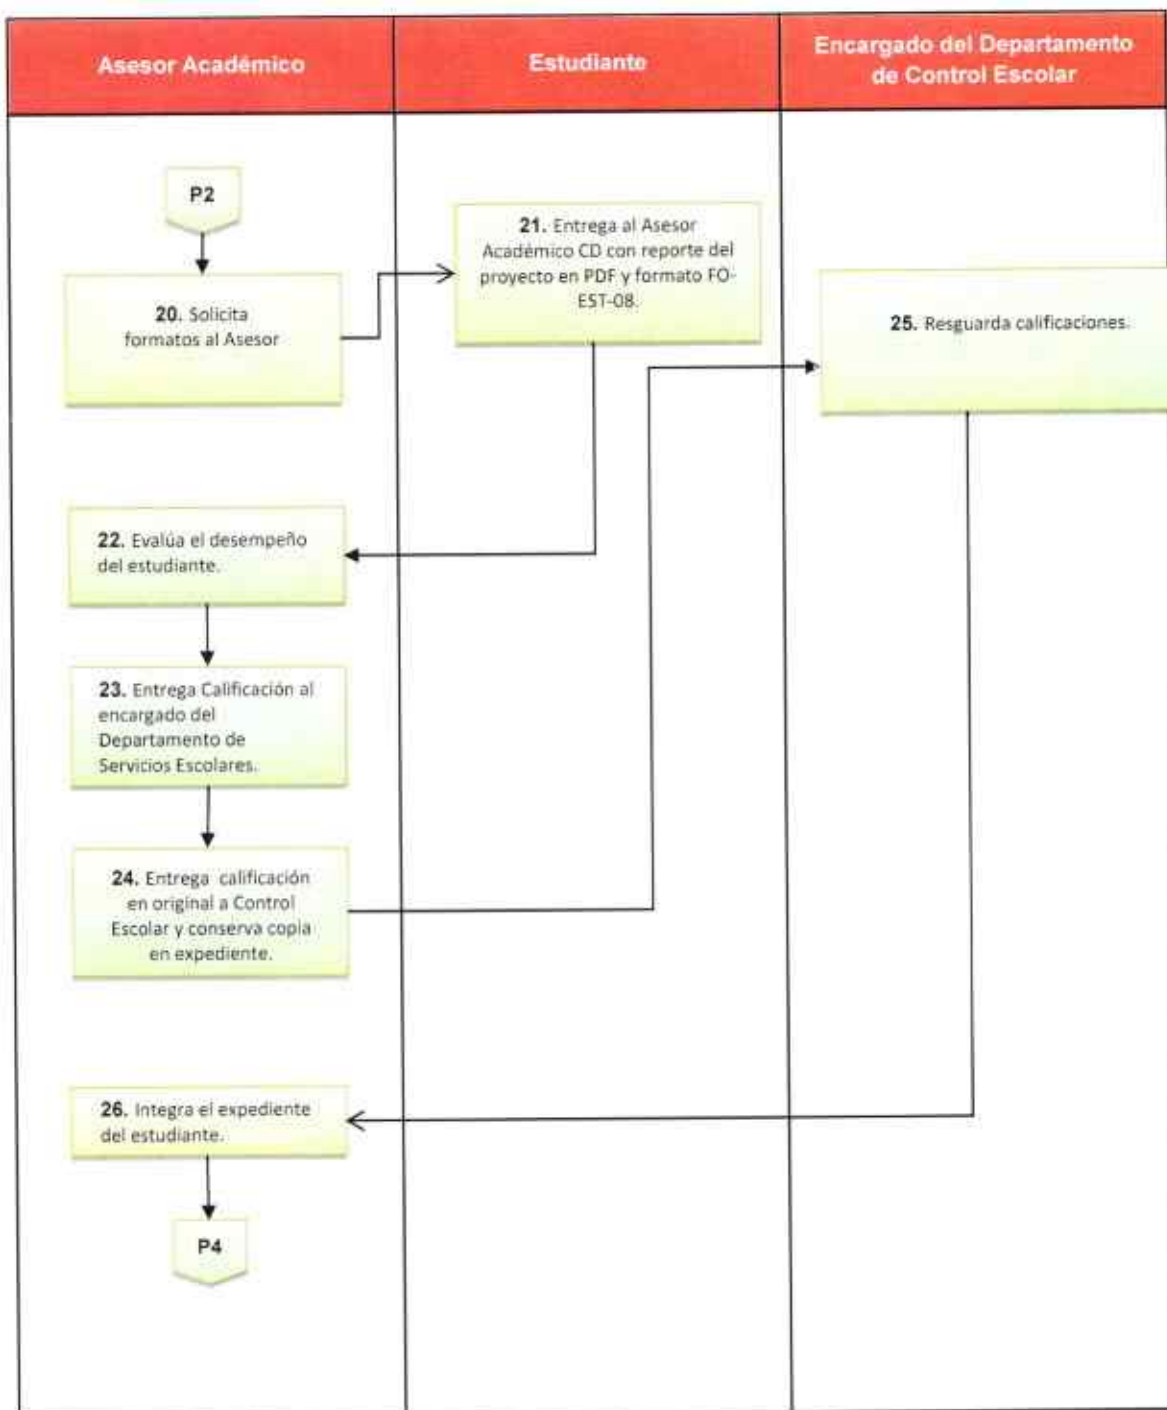 Asesor Académico
Estudiante
Encargado del Departamento
de Control Escolar
P2
20. Solicita
formatos al Asesor
21. Entrega al Asesor
Académico CD con reporte del
proyecto en PDF y formato FO-
EST-08.
25. Resguarda calificaciones.
22. Evalúa el desempeño
del estudiante.
23. Entrega Calificación al
encargado del
Departamento de
Servicios Escolares.
24. Entrega calificación
en original a Control
Escolar y conserva copia
en expediente.
26. Integra el expediente
del estudiante.
P4